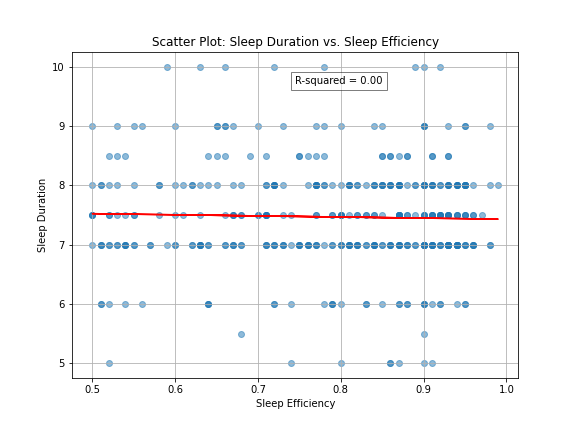 Scatter Plot: Sleep Duration vs. Sleep Efficiency
R-squared = 0.00
Sleep Duration
10
9
8
7
6
5
0.5 0.6 0.7 0.8 0.9 1.0
Sleep Efficiency